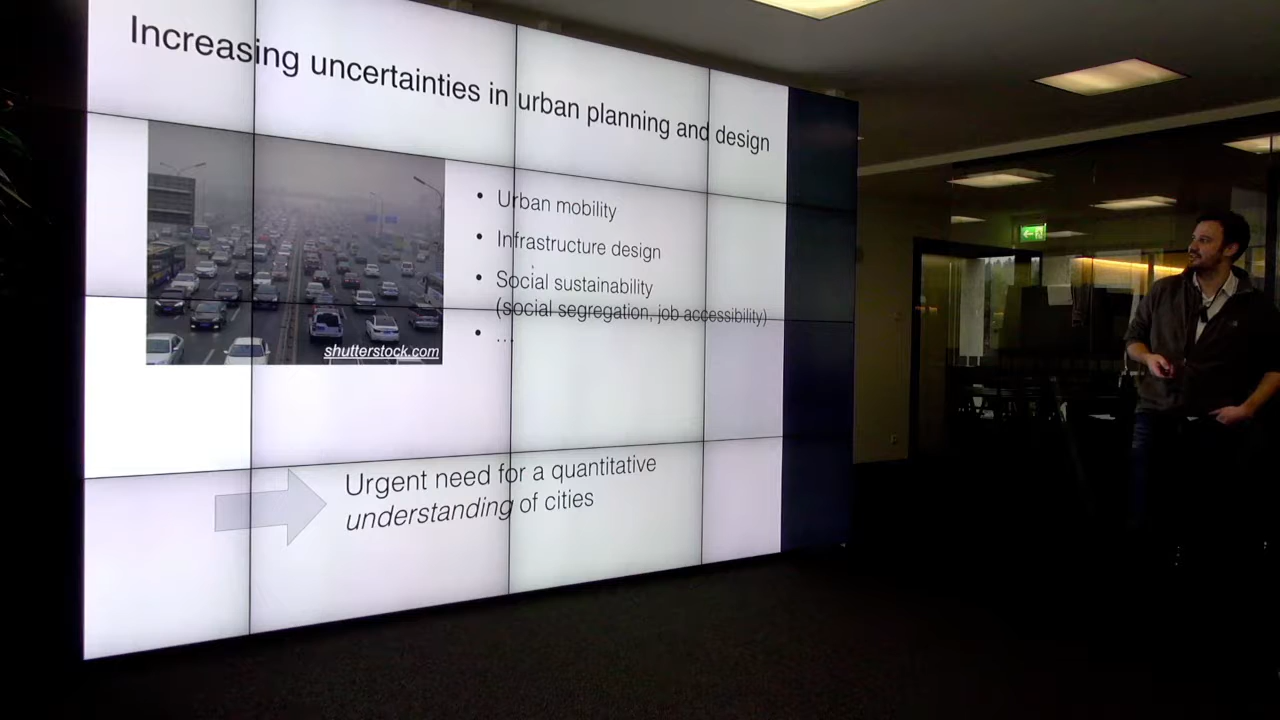 Increasing uncertainties in urban planning and design
• Urban mobility
• Infrastructure design
• Social sustainability
(social segregation, job accessibility)
• ...
shutterstock.com
Urgent need for a quantitative
understanding of cities